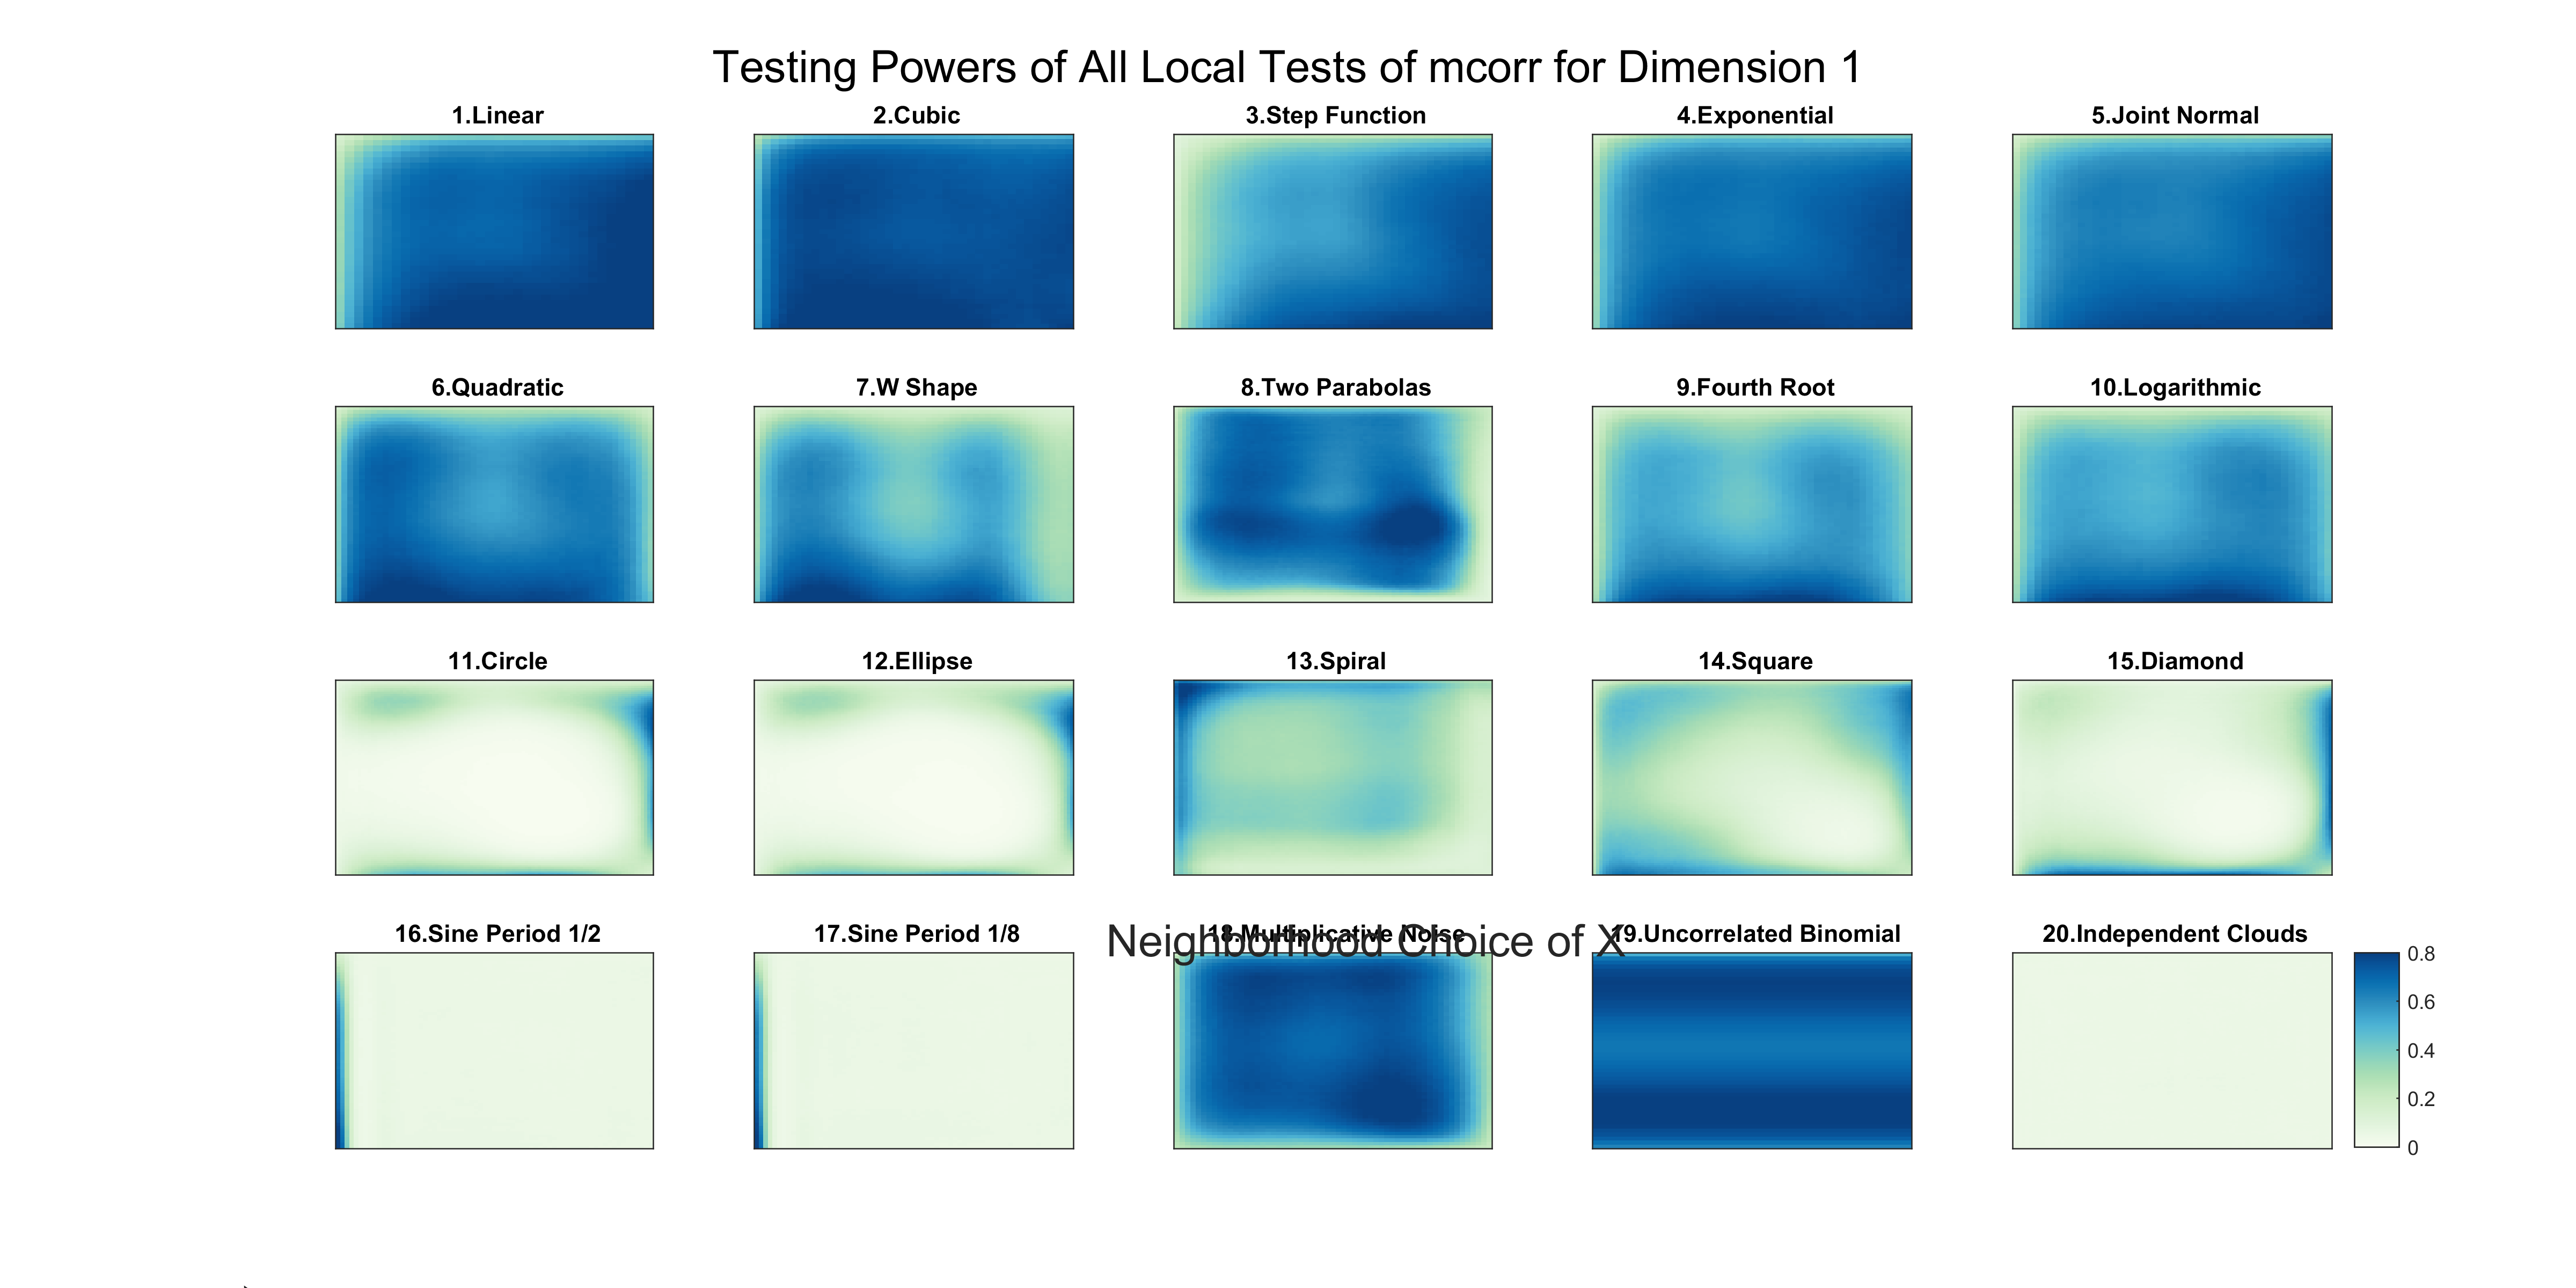 Testing Powers of All Local Tests of mcorr for Dimension 1
1.Linear
2.Cubic
3.Step Function
4.Exponential
5.Joint Normal
6.Quadratic
7.W Shape
8.Two Parabolas
9.Fourth Root
10.Logarithmic
11.Circle
12.Ellipse
13.Spiral
14.Square
15.Diamond
16.Sine Period 1/2
17.Sine Period 1/8
18.Multiplicative Noise
19.Uncorrelated Binomial
20.Independent Clouds
Neighborhood Choice of X
0.8
0.6
0.4
0.2
0